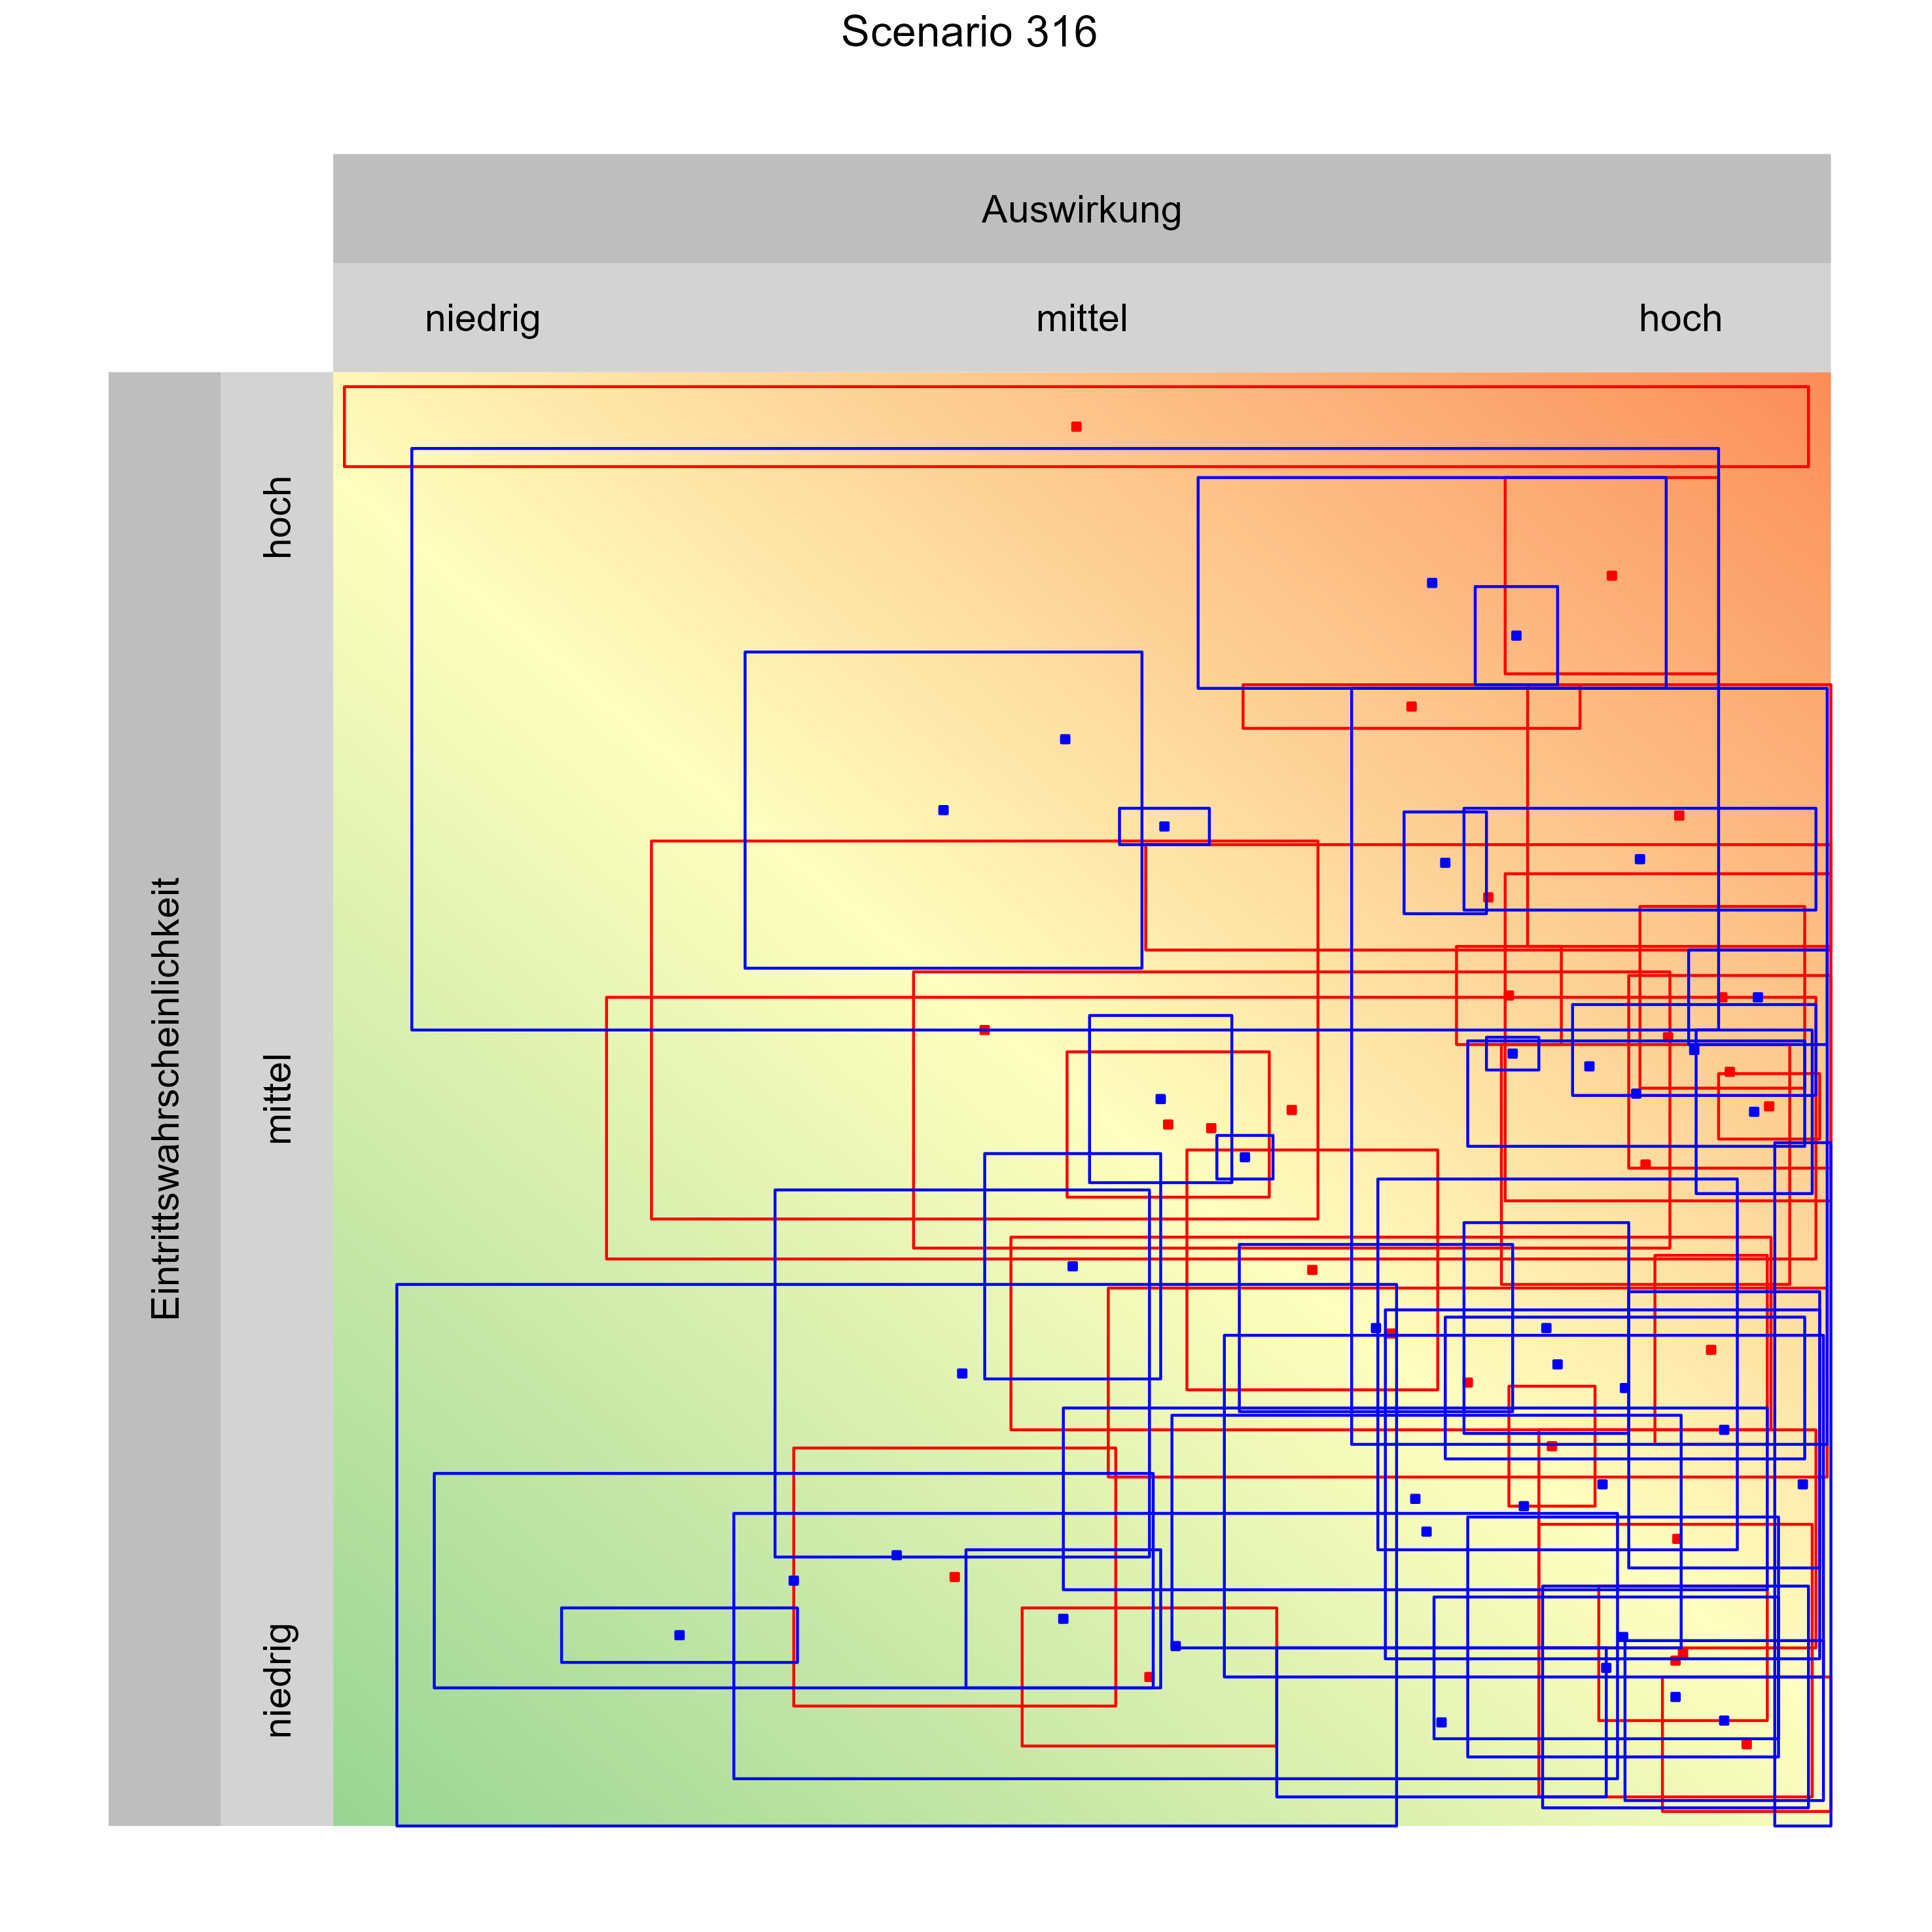 Scenario 316
Auswirkung
niedrig mittel hoch
Eintrittswahrscheinlichkeit
hoch
mittel
niedrig